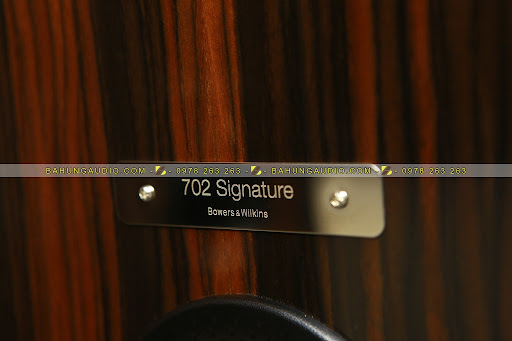 BAHUNGAUDIO.COM - 0978 263 263 - BAHUNGAUDIO.COM - 0978 263 263
702 Signature
Bowers & Wilkins